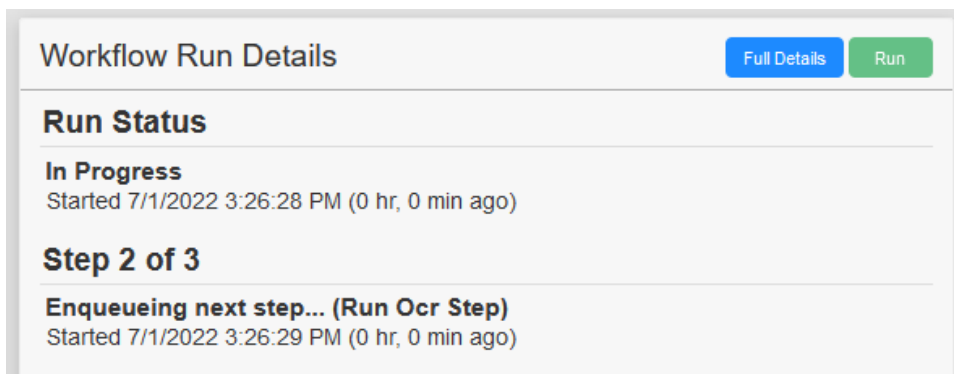 Workflow Run Details
Full Details
Run
Run Status
In Progress
Started 7/1/2022 3:26:28 PM (0 hr, 0 min ago)
Step 2 of 3
Enqueueing next step... (Run Ocr Step)
Started 7/1/2022 3:26:29 PM (0 hr, 0 min ago)